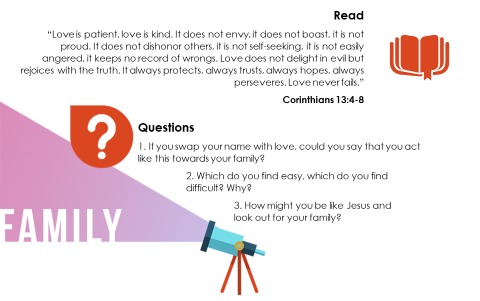 Read
“Love is patient, love is kind. It does not envy, it does not boast, it is not
proud. It does not dishonor others, it is not self-seeking, it is not easily
angered, it keeps no record of wrongs. Love does not delight in evil but
rejoices with the truth. It always protects, always trusts, always hopes, always
perseveres. Love never fails.”
Corinthians 13:4-8
?
Questions
1. If you swap your name with love, could you say that you act
like this towards your family?
2. Which do you find easy, which do you find
difficult? Why?
3. How might you be like Jesus and
look out for your family?
FAMILY